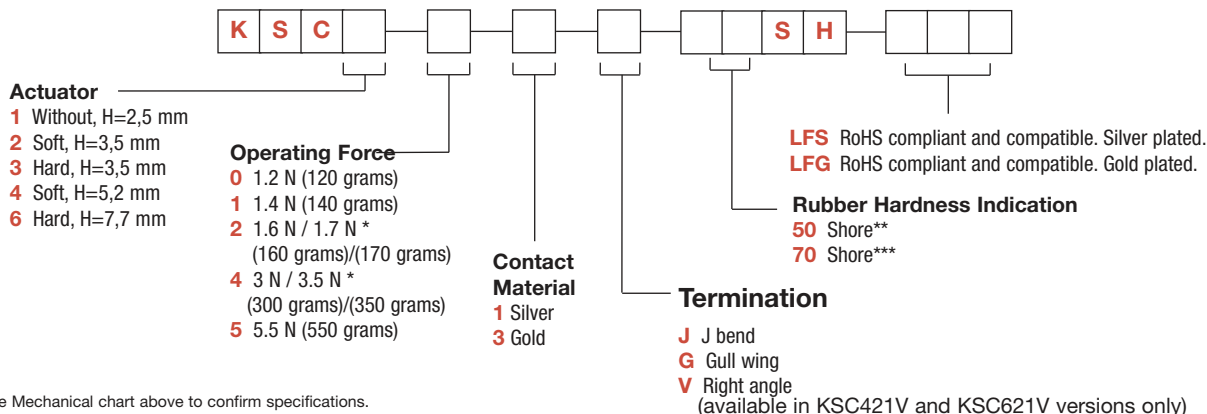 K S C S H
Actuator
1 Without, H=2,5 mm
2 Soft, H=3,5 mm
3 Hard, H=3,5 mm
4 Soft, H=5,2 mm
6 Hard, H=7,7 mm
Operating Force
0 1.2 N (120 grams)
1 1.4 N (140 grams)
2 1.6 N / 1.7 N *
(160 grams)/(170 grams)
4 3 N / 3.5 N *
(300 grams)/(350 grams)
5 5.5 N (550 grams)
Contact
Material
1 Silver
3 Gold
Termination
J J bend
G Gull wing
V Right angle
(available in KSC421V and KSC621V versions only)
Rubber Hardness Indication
50 Shore**
70 Shore***
LFS RoHS compliant and compatible. Silver plated.
LFG RoHS compliant and compatible. Gold plated.
e Mechanical chart above to confirm specifications.